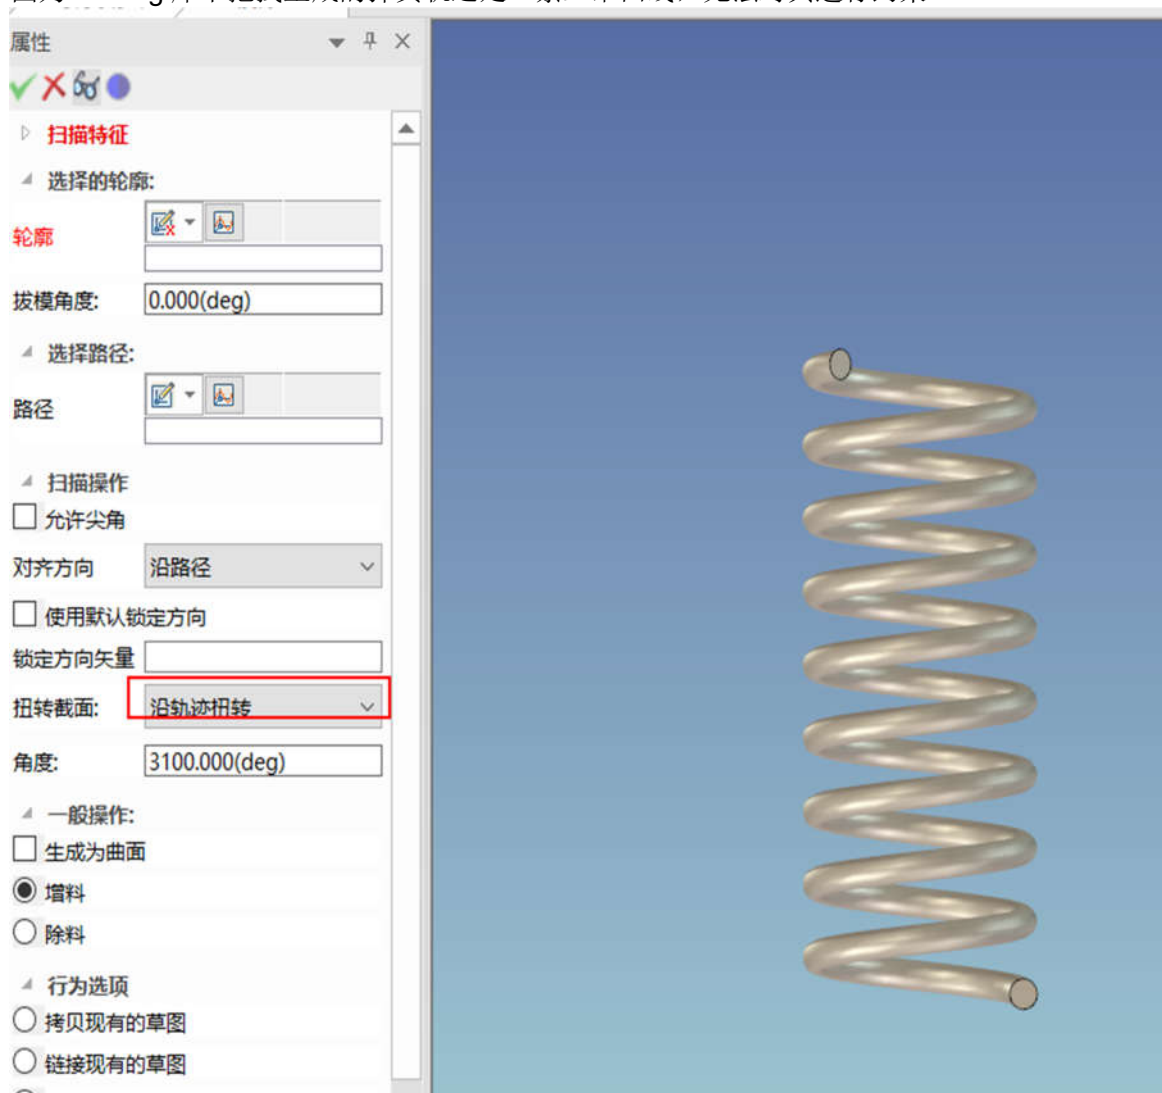 属性
扫描特征
选择的轮廓:
轮廓
拔模角度: 0.000(deg)
选择路径:
路径
扫描操作
允许尖角
对齐方向 沿路径
使用默认锁定方向
锁定方向矢量
扭转截面: 沿轨迹扭转
角度: 3100.000(deg)
一般操作:
生成为曲面
增料
除料
行为选项
拷贝现有的草图
链接现有的草图